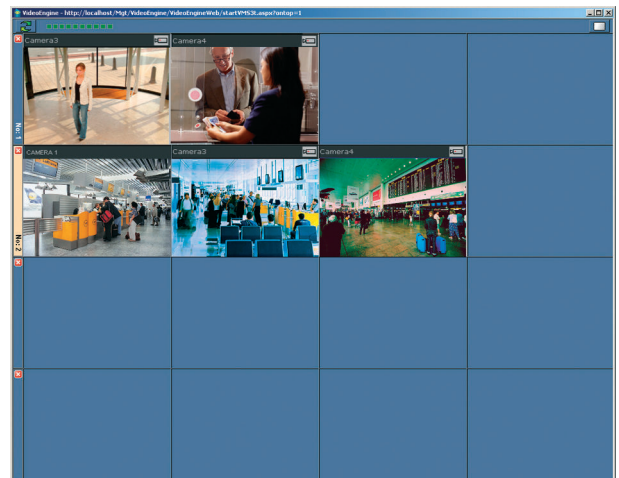 VideoEngine - http://localhost/Mgt/VideoEngine/VideoEngineWeb/startVMS3t.aspx?ontop=1
Camera3
Camera4
No: 1
CAMERA 1
Camera3
Camera4
No: 2